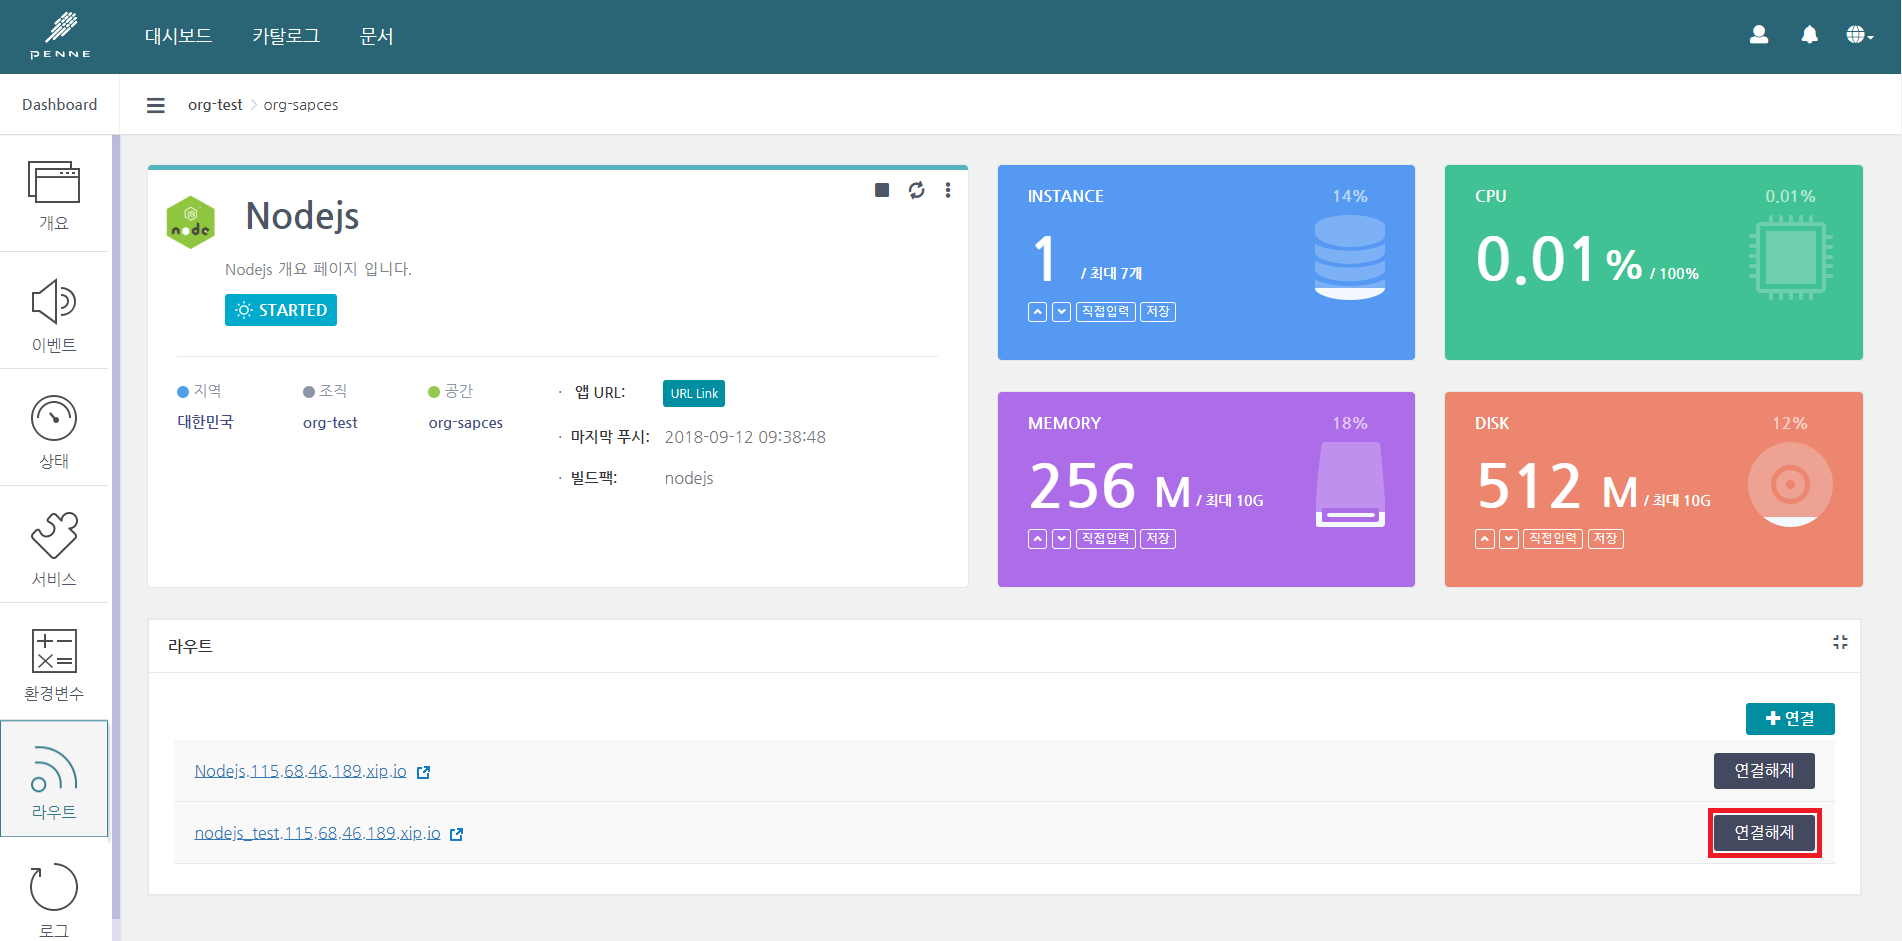 PENNE
대시보드 카탈로그 문서
Dashboard
org-test > org-sapces
개요
이벤트
상태
서비스
환경변수
라우트
로그
JS
node
Nodejs
Nodejs 개요 페이지 입니다.
STARTED
지역
대한민국
조직
org-test
공간
org-sapces
· 앱 URL: URL Link
· 마지막 푸시: 2018-09-12 09:38:48
· 빌드팩: nodejs
INSTANCE 14%
1 / 최대 7개
직접입력 저장
CPU 0.01%
0.01 % / 100%
MEMORY 18%
256 M / 최대 10G
직접입력 저장
DISK 12%
512 M / 최대 10G
직접입력 저장
라우트
연결
Nodejs.115.68.46.189.xip.io 연결해제
nodejs_test.115.68.46.189.xip.io 연결해제